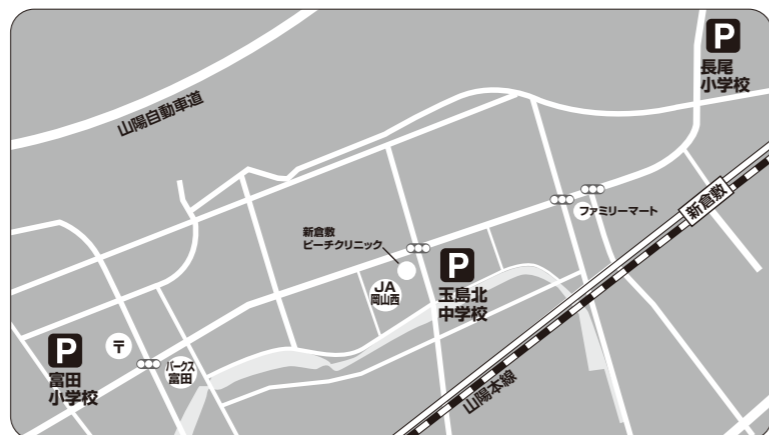 P
長尾
小学校
山陽自動車道
新倉敷
ファミリーマート
新倉敷
ピーチクリニック
JA
岡山西
P
玉島北
中学校
〒
パークス
富田
P
富田
小学校
山陽本線